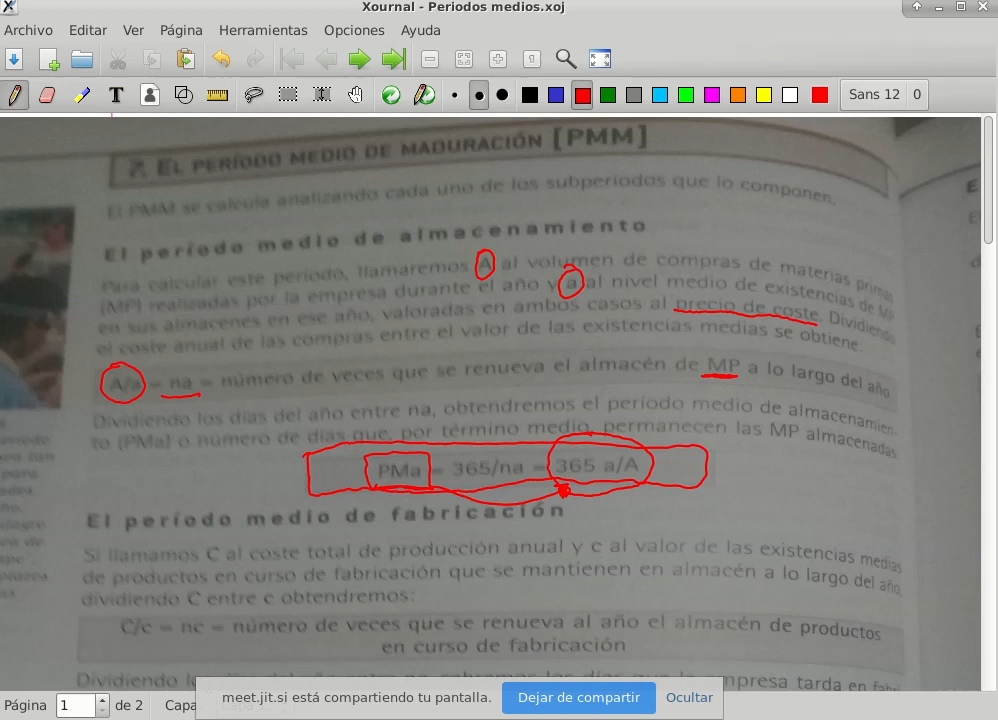 Xournal - Periodos medios.xoj
Archivo Editar Ver Página Herramientas Opciones Ayuda
Sans 12 0
2. EL PERÍODO MEDIO DE MADURACIÓN [PMM]
El PMM se calcula analizando cada uno de los subperiodos que lo componen.
El período medio de almacenamiento
Para calcular este período, llamaremos A al volumen de compras de materias primas
(MP) realizadas por la empresa durante el año y a al nivel medio de existencias de MP
en sus almacenes en ese año, valoradas en ambos casos al precio de coste. Dividiendo
el coste anual de las compras entre el valor de las existencias medias se obtiene.
A/a = na = número de veces que se renueva el almacén de MP a lo largo del año
Dividiendo los días del año entre na, obtendremos el período medio de almacenamien-
to (PMa) o número de días que, por término medio, permanecen las MP almacenadas
PMa = 365/na = 365 a/A
El período medio de fabricación
Si llamamos C al coste total de producción anual y c al valor de las existencias medias
de productos en curso de fabricación que se mantienen en almacén a lo largo del año,
dividiendo C entre c obtendremos:
C/c = nc = número de veces que se renueva al año el almacén de productos
en curso de fabricación
Dividiendo
tarda en
Página 1 de 2 Capa
meet.jit.si está compartiendo tu pantalla. Dejar de compartir Ocultar